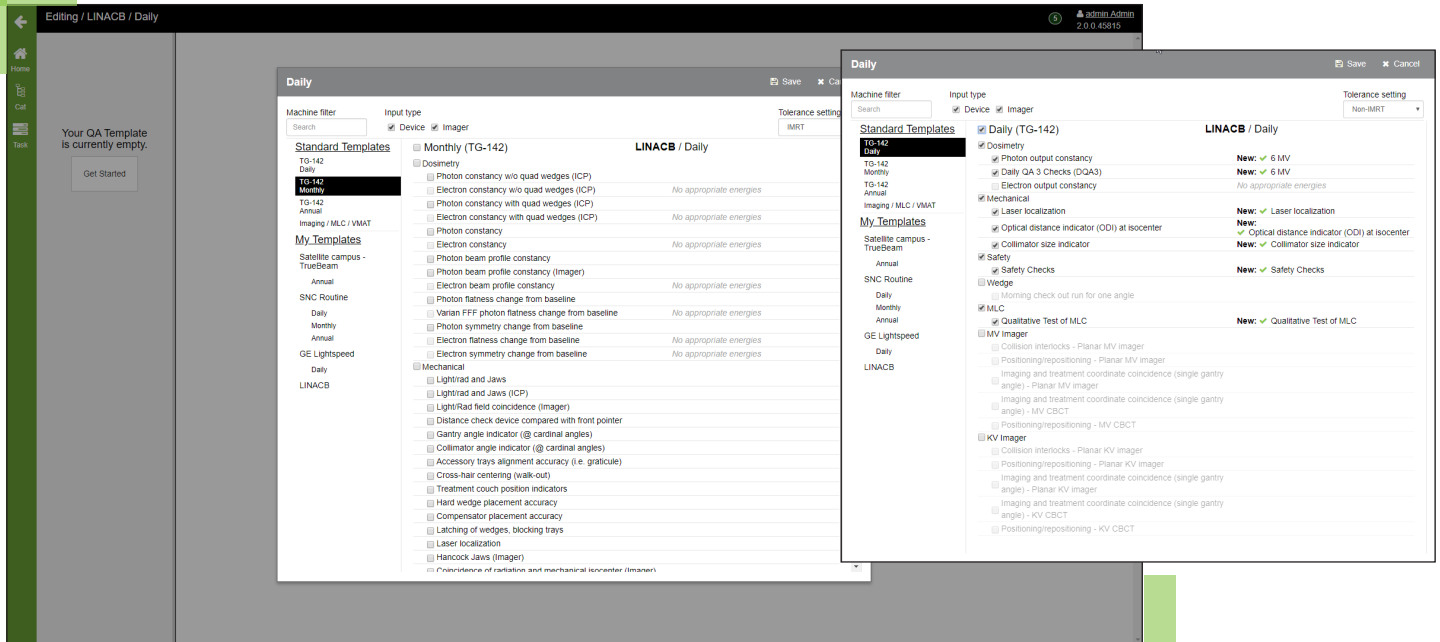 Editing / LINACB / Daily
5
admin Admin
2.0.0.45815
Home
Cat
Task
Your QA Template
is currently empty.
Get Started
Daily
Save
Machine filter
Input type
Tolerance setting
Search
Device
Imager
IMRT
Standard Templates
TG-142
Daily
TG-142
Monthly
TG-142
Annual
Imaging / MLC / VMAT
My Templates
Satellite campus -
TrueBeam
Annual
SNC Routine
Daily
Monthly
Annual
GE Lightspeed
Daily
LINACB
Monthly (TG-142)
LINACB / Daily
Dosimetry
Photon constancy w/o quad wedges (ICP)
Electron constancy w/o quad wedges (ICP) No appropriate energies
Photon constancy with quad wedges (ICP)
Electron constancy with quad wedges (ICP) No appropriate energies
Photon constancy
Electron constancy No appropriate energies
Photon beam profile constancy
Photon beam profile constancy (Imager)
Electron beam profile constancy No appropriate energies
Photon flatness change from baseline
Varian FFF photon flatness change from baseline No appropriate energies
Photon symmetry change from baseline
Electron flatness change from baseline No appropriate energies
Electron symmetry change from baseline No appropriate energies
Mechanical
Light/rad and Jaws
Light/rad and Jaws (ICP)
Light/Rad field coincidence (Imager)
Distance check device compared with front pointer
Gantry angle indicator (@ cardinal angles)
Collimator angle indicator (@ cardinal angles)
Accessory trays alignment accuracy (i.e. graticule)
Cross-hair centering (walk-out)
Treatment couch position indicators
Hard wedge placement accuracy
Compensator placement accuracy
Latching of wedges, blocking trays
Laser localization
Hancock Jaws (Imager)
Coincidence of radiation and mechanical isocenter (Imager)
Daily
Save
Cancel
Machine filter
Input type
Tolerance setting
Search
Device
Imager
Non-IMRT
Standard Templates
TG-142
Daily
TG-142
Monthly
TG-142
Annual
Imaging / MLC / VMAT
My Templates
Satellite campus -
TrueBeam
Annual
SNC Routine
Daily
Monthly
Annual
GE Lightspeed
Daily
LINACB
Daily (TG-142)
LINACB / Daily
Dosimetry
Photon output constancy New: 6 MV
Daily QA 3 Checks (DQA3) New: 6 MV
Electron output constancy No appropriate energies
Mechanical
Laser localization New: Laser localization
Optical distance indicator (ODI) at isocenter New:
Optical distance indicator (ODI) at isocenter
Collimator size indicator New: Collimator size indicator
Safety
Safety Checks New: Safety Checks
Wedge
Morning check out run for one angle
MLC
Qualitative Test of MLC New: Qualitative Test of MLC
MV Imager
Collision interlocks - Planar MV imager
Positioning/repositioning - Planar MV imager
Imaging and treatment coordinate coincidence (single gantry
angle) - Planar MV imager
Imaging and treatment coordinate coincidence (single gantry
angle) - MV CBCT
Positioning/repositioning - MV CBCT
KV Imager
Collision interlocks - Planar KV imager
Positioning/repositioning - Planar KV imager
Imaging and treatment coordinate coincidence (single gantry
angle) - Planar KV imager
Imaging and treatment coordinate coincidence (single gantry
angle) - KV CBCT
Positioning/repositioning - KV CBCT